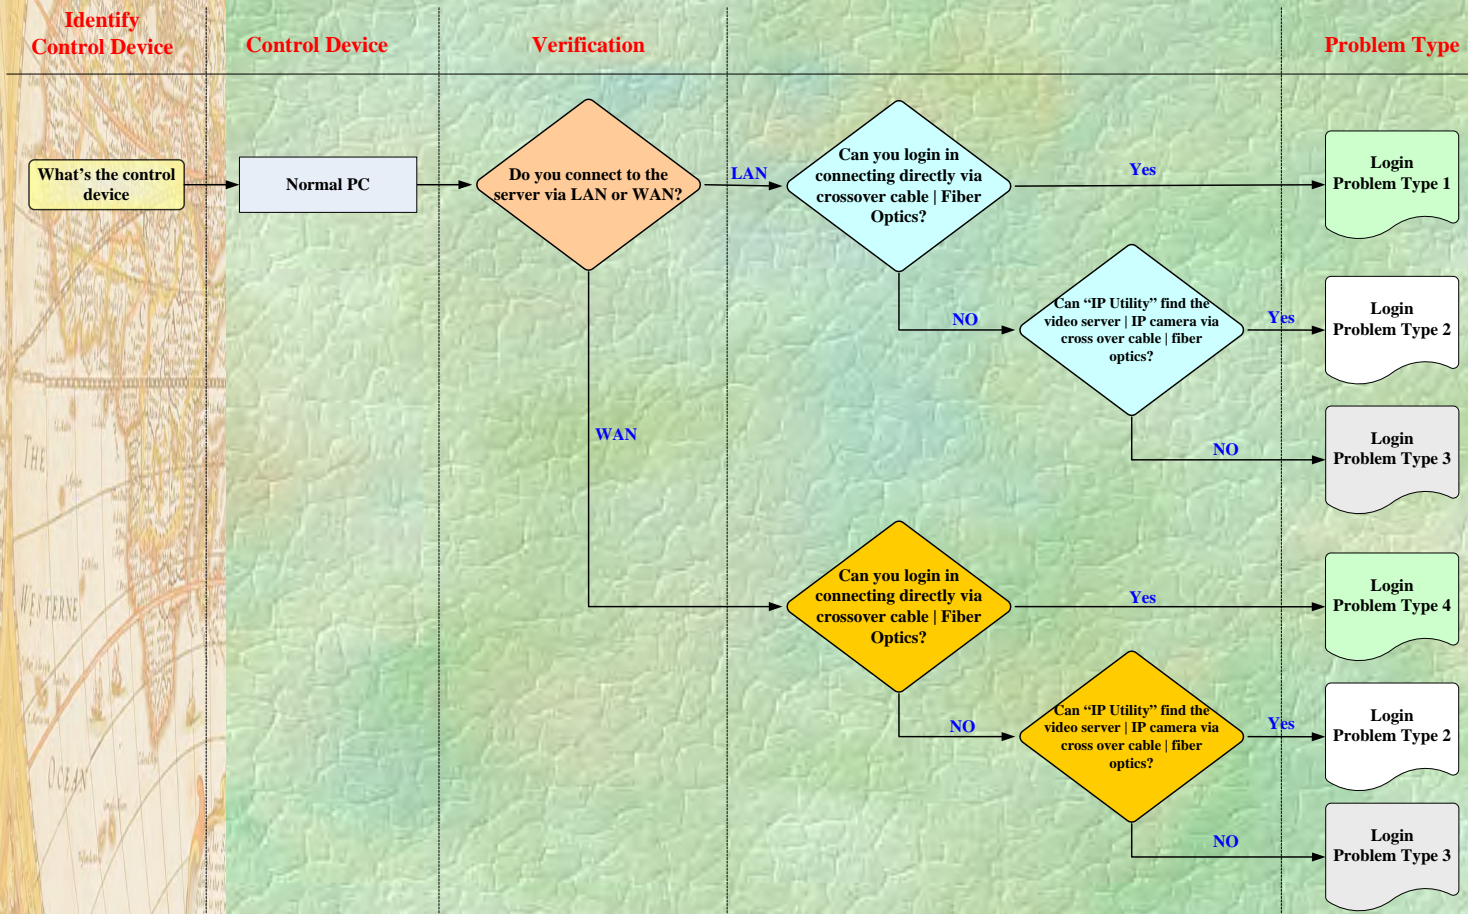 Identify
Control Device
Control Device
Verification
Problem Type
What's the control
device
Normal PC
Do you connect to the
server via LAN or WAN?
LAN
Can you login in
connecting directly via
crossover cable | Fiber
Optics?
Yes
Login
Problem Type 1
NO
Can “IP Utility” find the
video server | IP camera via
cross over cable | fiber
optics?
Yes
Login
Problem Type 2
NO
Login
Problem Type 3
WAN
Can you login in
connecting directly via
crossover cable | Fiber
Optics?
Yes
Login
Problem Type 4
NO
Can “IP Utility” find the
video server | IP camera via
cross over cable | fiber
optics?
Yes
Login
Problem Type 2
NO
Login
Problem Type 3
THE
WESTERNE
OCEAN